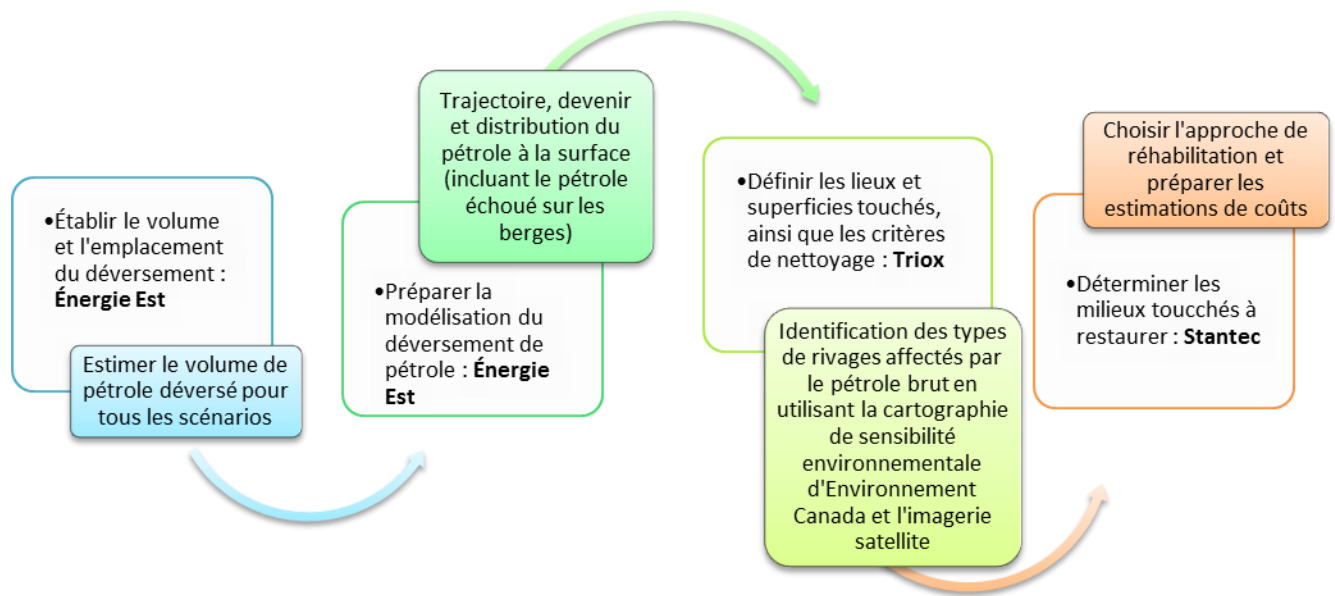 •Établir le volume
et l'emplacement
du déversement :
Énergie Est
Estimer le volume de
pétrole déversé pour
tous les scénarios
Trajectoire, devenir
et distribution du
pétrole à la surface
(incluant le pétrole
échoué sur les
berges)
•Préparer la
modélisation du
déversement de
pétrole : Énergie
Est
•Définir les lieux et
superficies touchés,
ainsi que les critères
de nettoyage : Triox
Identification des types
de rivages affectés par
le pétrole brut en
utilisant la cartographie
de sensibilité
environnementale
d'Environnement
Canada et l'imagerie
satellite
Choisir l'approche de
réhabilitation et
préparer les
estimations de coûts
•Déterminer les
milieux toucchés à
restaurer : Stantec